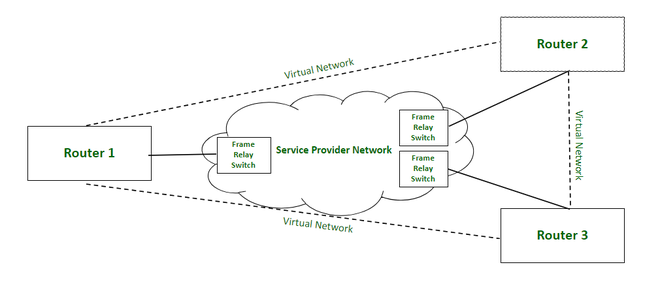 Router 2
Virtual Network
Frame
Relay
Switch
Virtual Network
Router 1
Frame
Relay
Switch
Service Provider Network
Frame
Relay
Switch
Virtual Network
Router 3